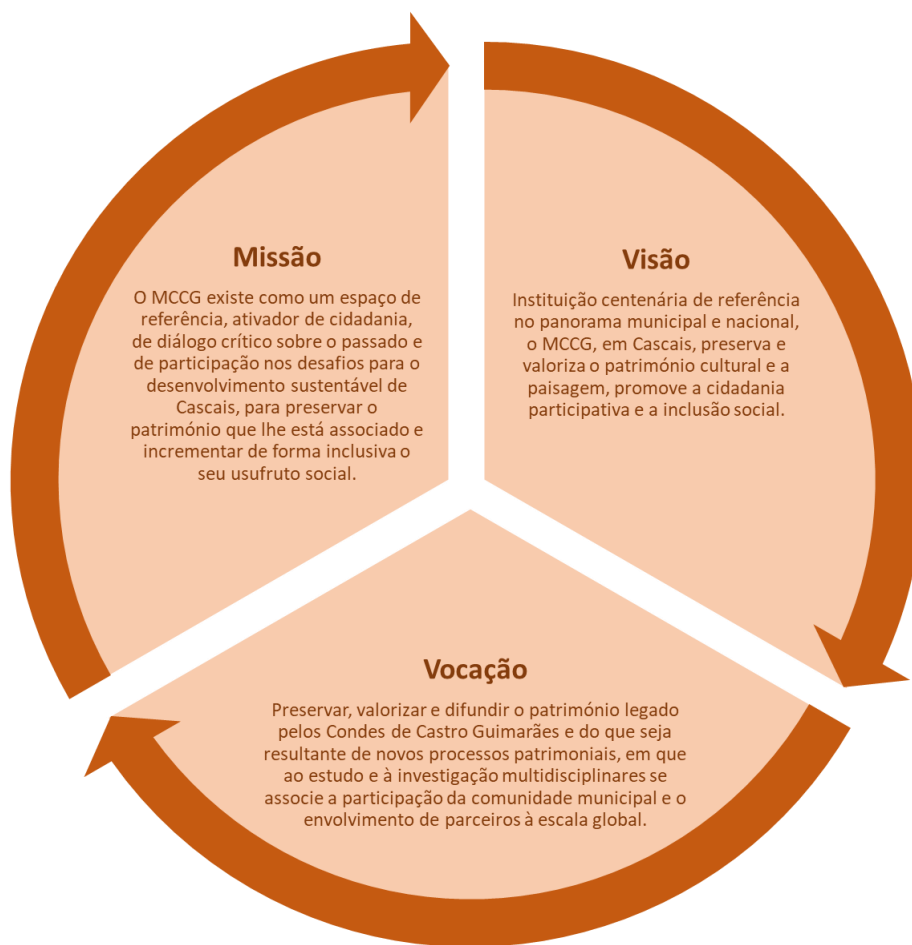 Missão
O MCCG existe como um espaço de
referência, ativador de cidadania,
de diálogo crítico sobre o passado e
de participação nos desafios para o
desenvolvimento sustentável de
Cascais, para preservar o
património que lhe está associado e
incrementar de forma inclusiva o
seu usufruto social.
Visão
Instituição centenária de referência
no panorama municipal e nacional,
o MCCG, em Cascais, preserva e
valoriza o património cultural e a
paisagem, promove a cidadania
participativa e a inclusão social.
Vocação
Preservar, valorizar e difundir o património legado
pelos Condes de Castro Guimarães e do que seja
resultante de novos processos patrimoniais, em que
ao estudo e à investigação multidisciplinares se
associe a participação da comunidade municipal e o
envolvimento de parceiros à escala global.